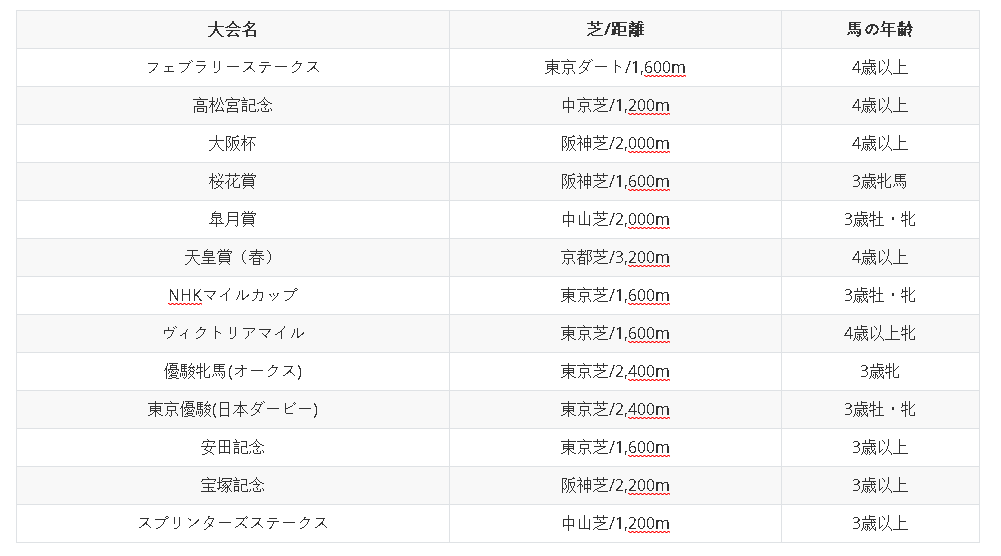 大会名 芝/距離 馬の年齢
フェブラリーステークス 東京ダート/1,600m 4歳以上
高松宮記念 中京芝/1,200m 4歳以上
大阪杯 阪神芝/2,000m 4歳以上
桜花賞 阪神芝/1,600m 3歳牝馬
皐月賞 中山芝/2,000m 3歳牡・牝
天皇賞（春） 京都芝/3,200m 4歳以上
NHKマイルカップ 東京芝/1,600m 3歳牡・牝
ヴィクトリアマイル 東京芝/1,600m 4歳以上牝
優駿牝馬(オークス) 東京芝/2,400m 3歳牝
東京優駿(日本ダービー) 東京芝/2,400m 3歳牡・牝
安田記念 東京芝/1,600m 3歳以上
宝塚記念 阪神芝/2,200m 3歳以上
スプリンターズステークス 中山芝/1,200m 3歳以上